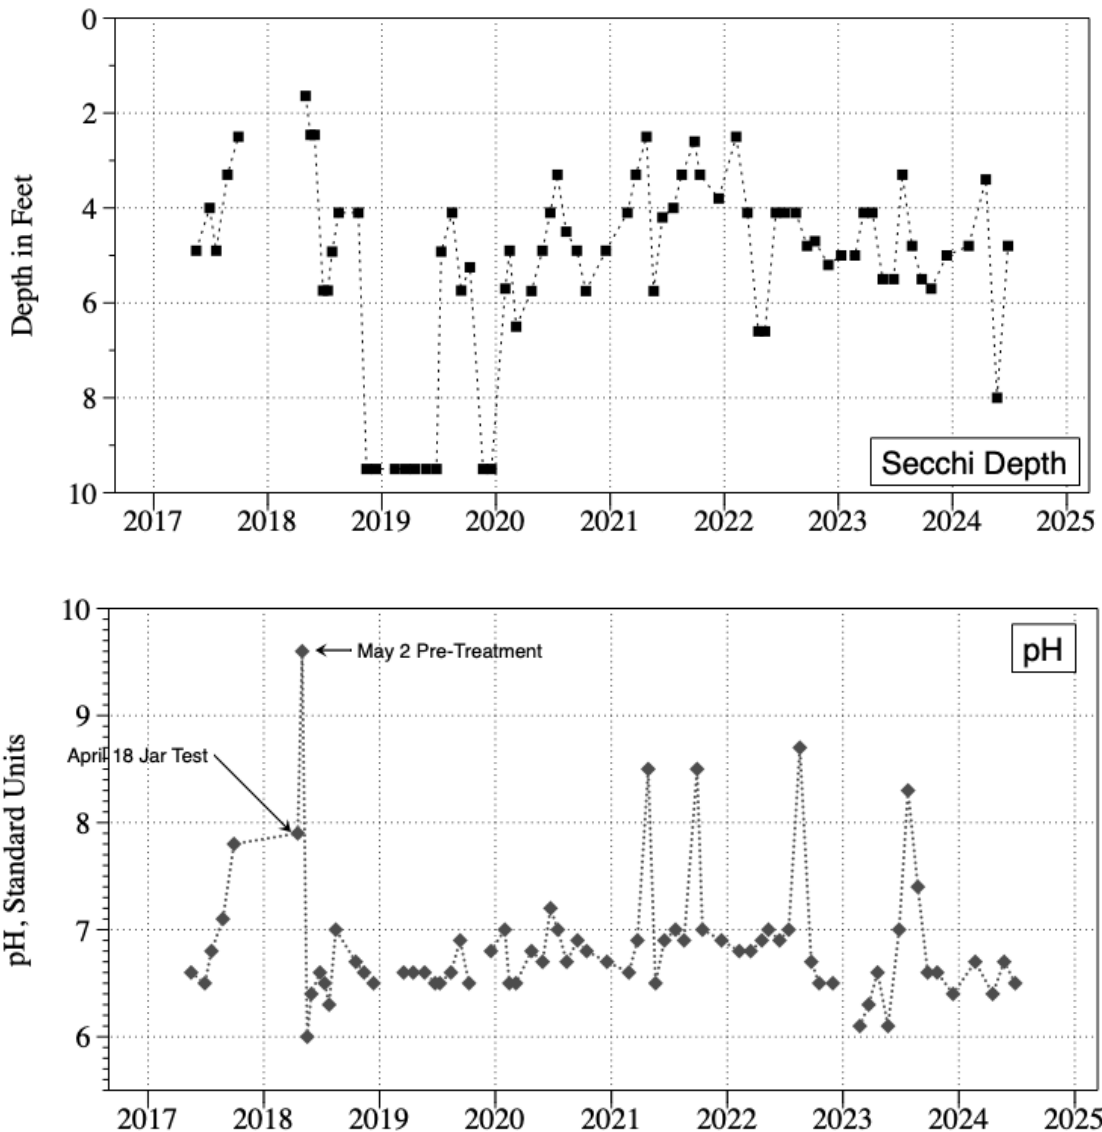 0
2
4
6
8
10
Depth in Feet
Secchi Depth
2017 2018 2019 2020 2021 2022 2023 2024 2025
10
9
8
7
6
pH, Standard Units
pH
May 2 Pre-Treatment
April 18 Jar Test
2017 2018 2019 2020 2021 2022 2023 2024 2025